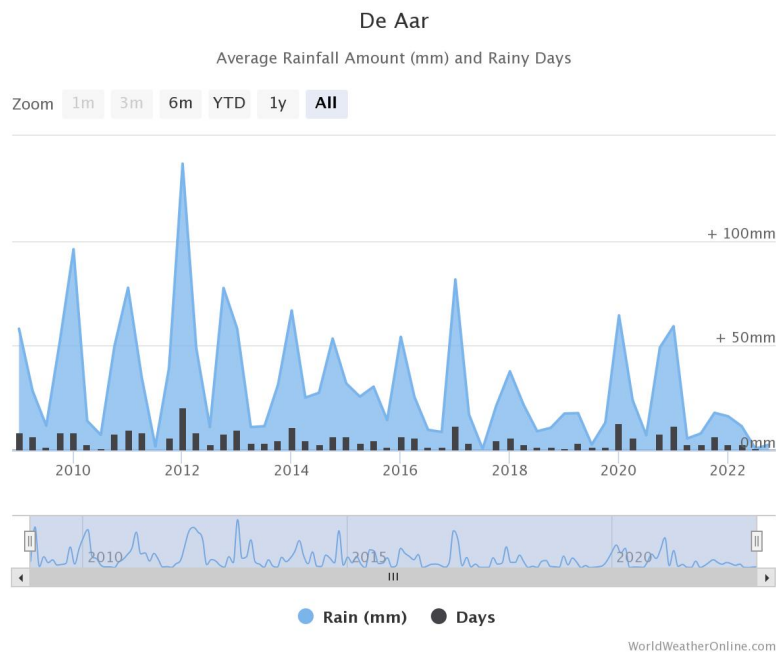 De Aar
Average Rainfall Amount (mm) and Rainy Days
Zoom 1m 3m 6m YTD 1y All
+ 100mm
+ 50mm
0mm
2010 2012 2014 2016 2018 2020 2022
2010 2015 2020
Rain (mm) Days
WorldWeatherOnline.com